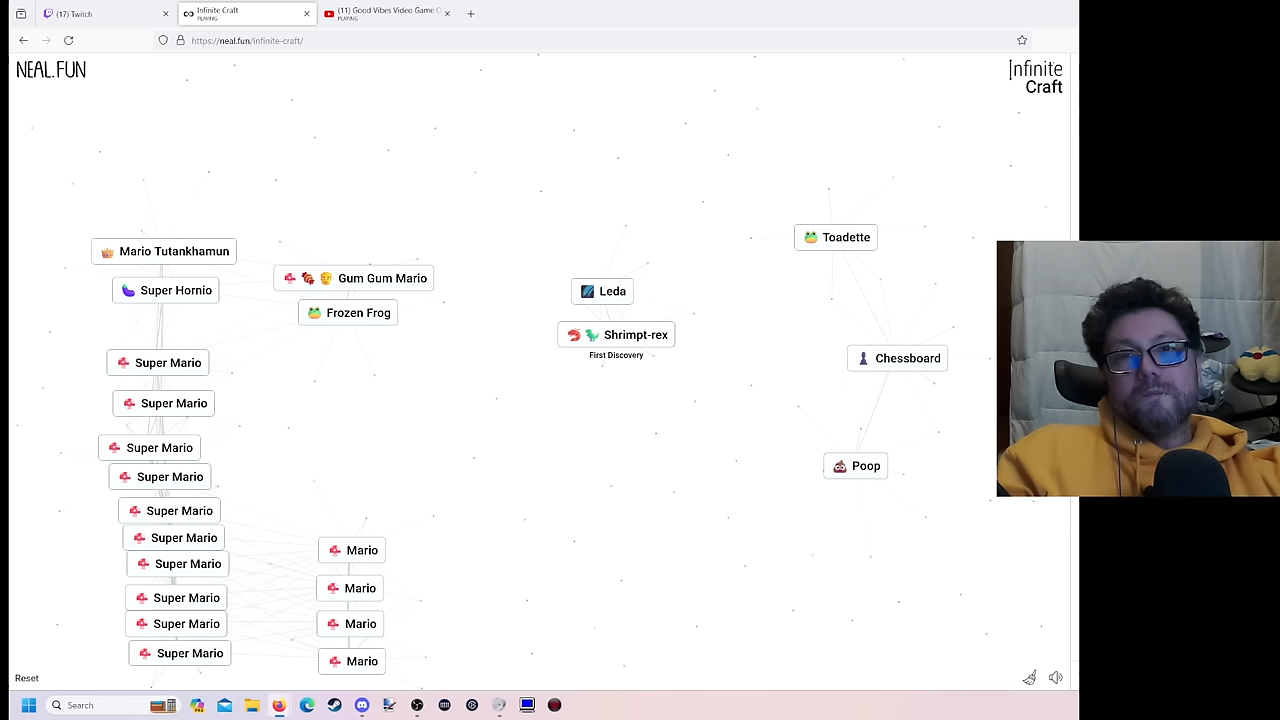 (17) Twitch
Infinite Craft
PLAYING
(11) Good Vibes Video Game C
PLAYING
https://neal.fun/infinite-craft/
NEAL.FUN
Infinite
Craft
Mario Tutankhamun
Super Hornio
Gum Gum Mario
Frozen Frog
Leda
Shrimpt-rex
First Discovery
Toadette
Chessboard
Poop
Super Mario
Super Mario
Super Mario
Super Mario
Super Mario
Super Mario
Super Mario
Super Mario
Super Mario
Super Mario
Mario
Mario
Mario
Mario
Reset
Search